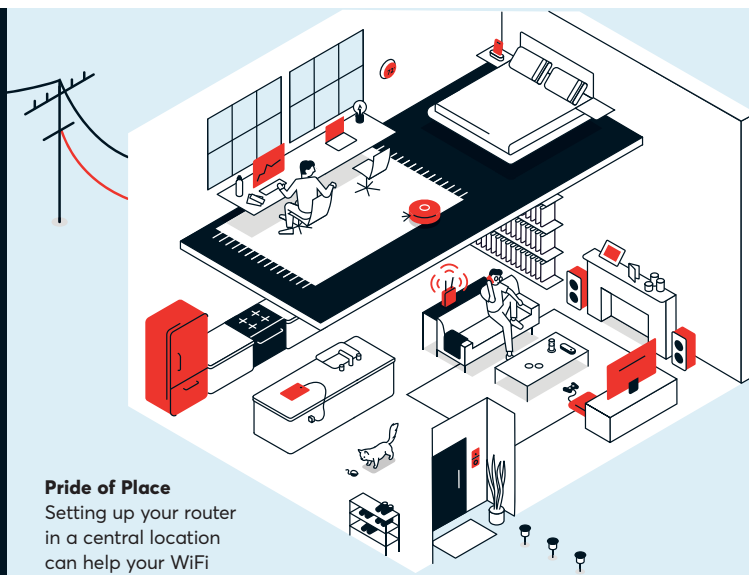 Pride of Place
Setting up your router
in a central location
can help your WiFi